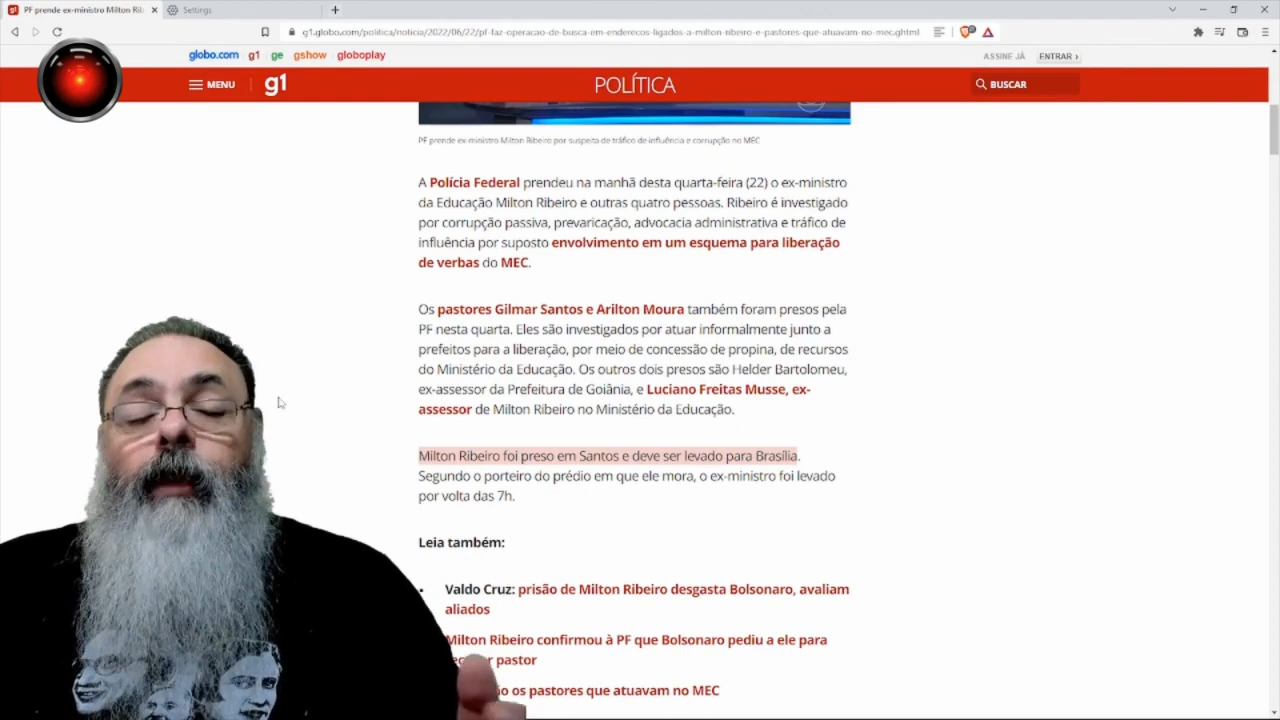 PF prende ex-ministro Milton Rib
Settings
g1.globo.com/politica/noticia/2022/06/22/pf-faz-operacao-de-busca-em-enderecos-ligados-a-milton-ribeiro-e-pastores-que-atuavam-no-mec.ghtml
globo.com g1 ge gshow globoplay
ASSINE JÁ ENTRAR ›
MENU g1 POLÍTICA BUSCAR
PF prende ex-ministro Milton Ribeiro por suspeita de tráfico de influência e corrupção no MEC
A Polícia Federal prendeu na manhã desta quarta-feira (22) o ex-ministro
da Educação Milton Ribeiro e outras quatro pessoas. Ribeiro é investigado
por corrupção passiva, prevaricação, advocacia administrativa e tráfico de
influência por suposto envolvimento em um esquema para liberação
de verbas do MEC.
Os pastores Gilmar Santos e Arilton Moura também foram presos pela
PF nesta quarta. Eles são investigados por atuar informalmente junto a
prefeitos para a liberação, por meio de concessão de propina, de recursos
do Ministério da Educação. Os outros dois presos são Helder Bartolomeu,
ex-assessor da Prefeitura de Goiânia, e Luciano Freitas Musse, ex-
assessor de Milton Ribeiro no Ministério da Educação.
Milton Ribeiro foi preso em Santos e deve ser levado para Brasília.
Segundo o porteiro do prédio em que ele mora, o ex-ministro foi levado
por volta das 7h.
Leia também:
Valdo Cruz: prisão de Milton Ribeiro desgasta Bolsonaro, avaliam
aliados
Milton Ribeiro confirmou à PF que Bolsonaro pediu a ele para
pastor
os pastores que atuavam no MEC